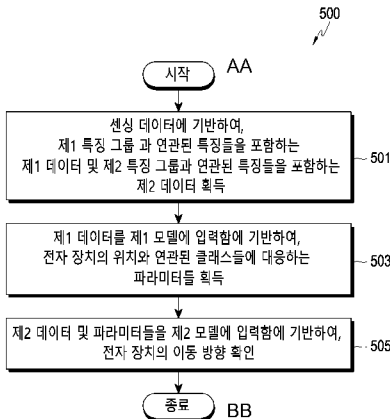 500
시작 AA
센싱 데이터에 기반하여,
제1 특징 그룹 과 연관된 특징들을 포함하는
제1 데이터 및 제2 특징 그룹과 연관된 특징들을 포함하는
제2 데이터 획득
501
제1 데이터를 제1 모델에 입력함에 기반하여,
전자 장치의 위치와 연관된 클래스들에 대응하는
파라미터들 획득
503
제2 데이터 및 파라미터들을 제2 모델에 입력함에 기반하여,
전자 장치의 이동 방향 확인
505
종료 BB